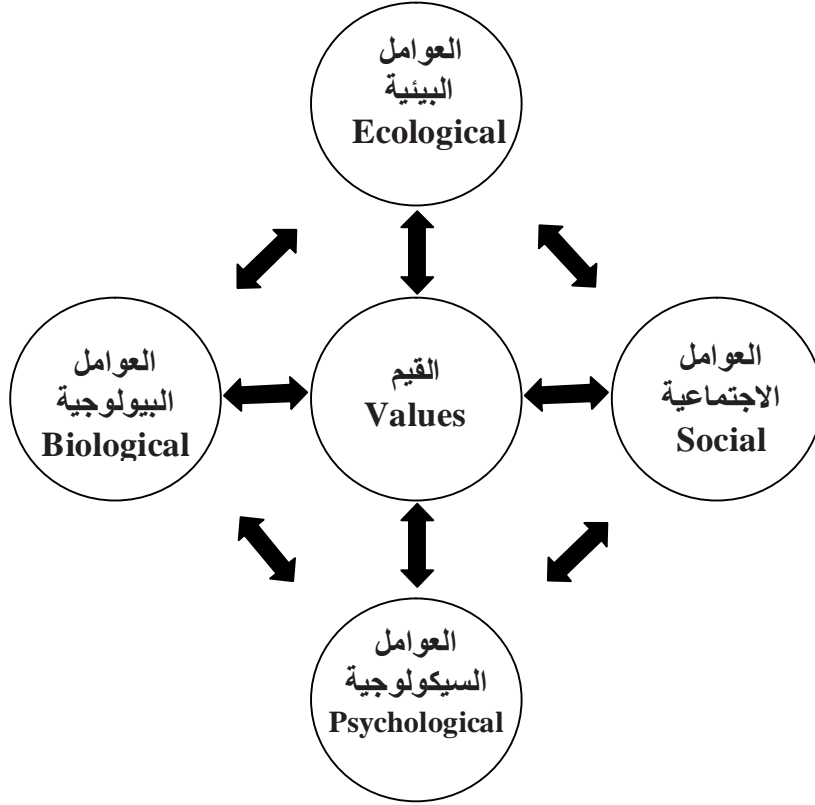 العوامل
البيئية
Ecological
العوامل
البيولوجية
Biological
القيم
Values
العوامل
الاجتماعية
Social
العوامل
السيكولوجية
Psychological